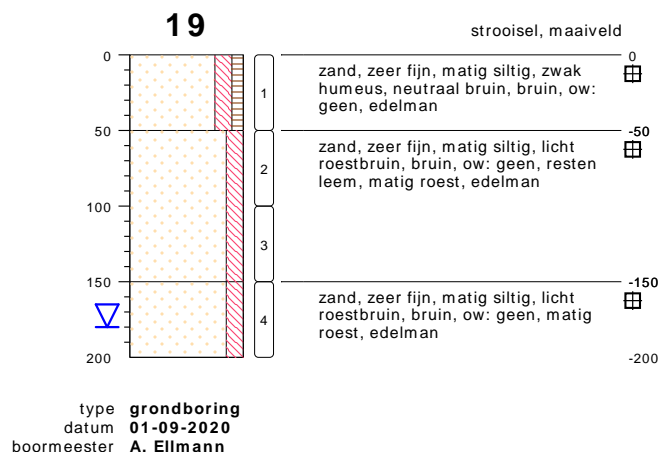 19
strooisel, maaiveld
0
0
1
zand, zeer fijn, matig siltig, zwak
humeus, neutraal bruin, bruin, ow:
geen, edelman
50
-50
2
zand, zeer fijn, matig siltig, licht
roestbruin, bruin, ow: geen, resten
leem, matig roest, edelman
100
3
150
-150
4
zand, zeer fijn, matig siltig, licht
roestbruin, bruin, ow: geen, matig
roest, edelman
200
-200
type grondboring
datum 01-09-2020
boormeester A. Ellmann